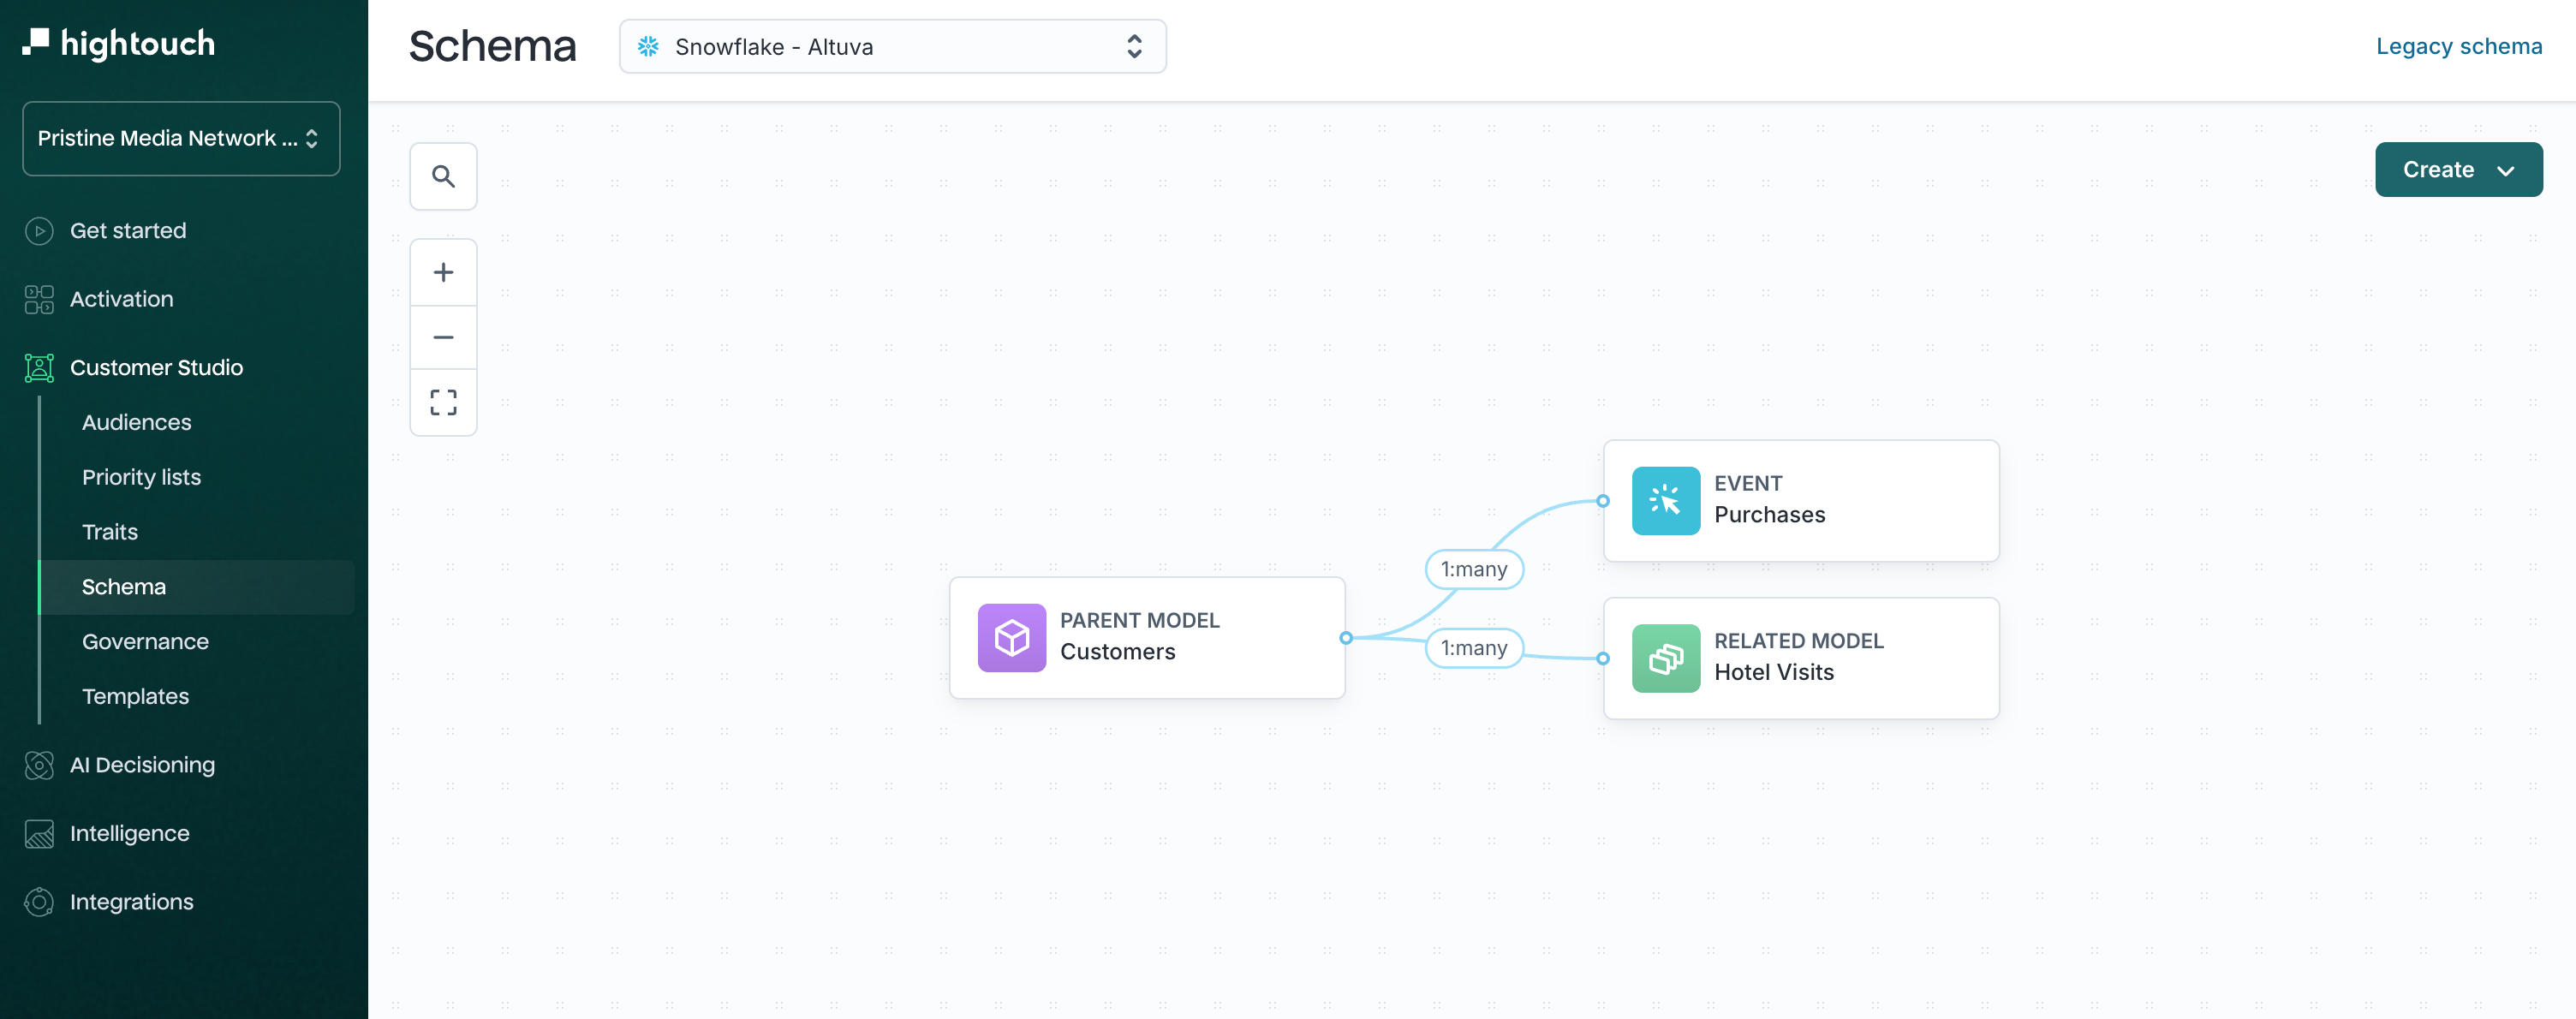 hightouch
Pristine Media Network ...
Get started
Activation
Customer Studio
Audiences
Priority lists
Traits
Schema
Governance
Templates
AI Decisioning
Intelligence
Integrations
Schema
Snowflake - Altuva
Legacy schema
Create
PARENT MODEL
Customers
1:many
1:many
EVENT
Purchases
RELATED MODEL
Hotel Visits